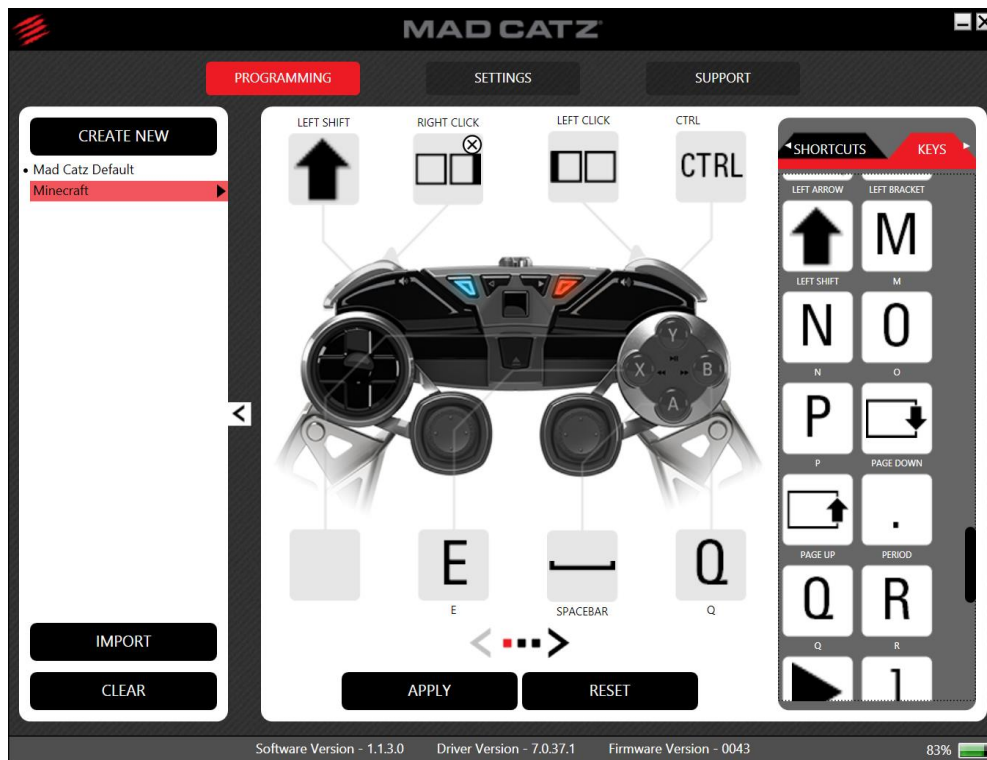 MAD CATZ
PROGRAMMING SETTINGS SUPPORT
CREATE NEW
• Mad Catz Default
Minecraft
IMPORT
CLEAR
LEFT SHIFT RIGHT CLICK LEFT CLICK CTRL
CTRL
Y
X B
A
E Q
E SPACEBAR Q
APPLY RESET
SHORTCUTS KEYS
LEFT ARROW LEFT BRACKET
M
LEFT SHIFT M
N O
N O
P
P PAGE DOWN
.
PAGE UP PERIOD
Q R
Q R
]
Software Version - 1.1.3.0 Driver Version - 7.0.37.1 Firmware Version - 0043 83%